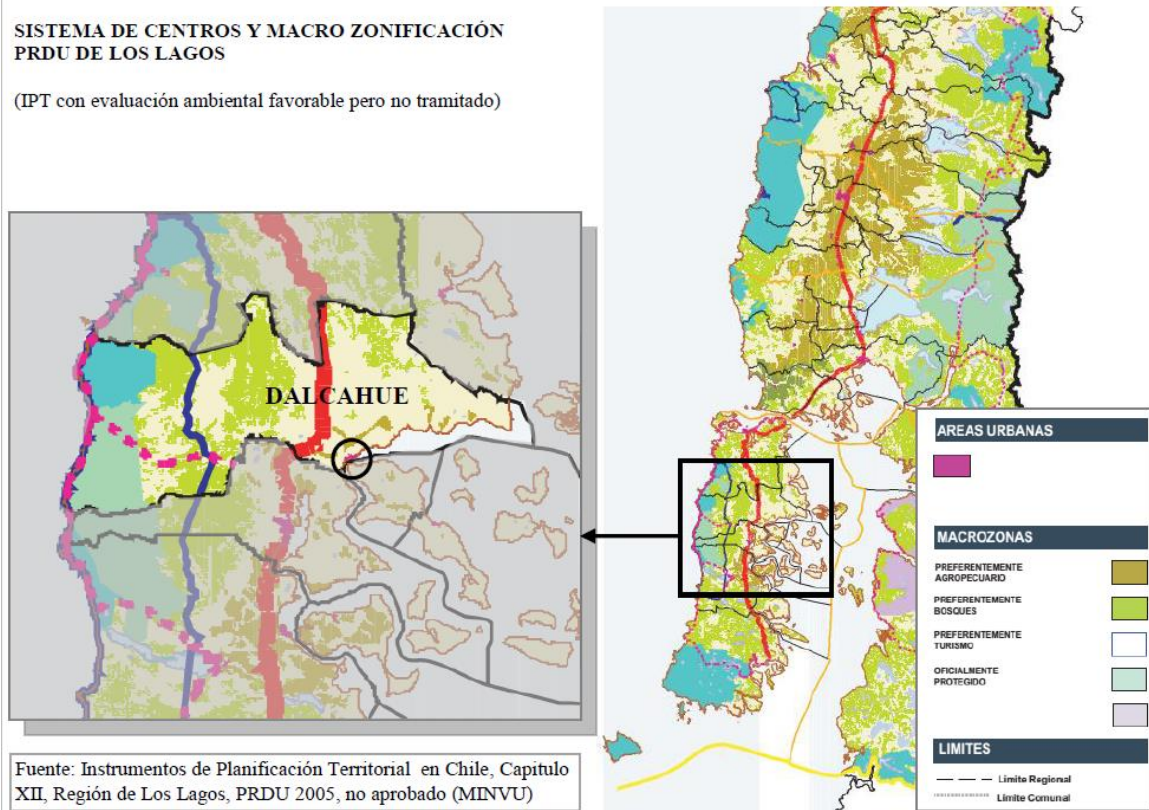 SISTEMA DE CENTROS Y MACRO ZONIFICACIÓN
PRDU DE LOS LAGOS
(IPT con evaluación ambiental favorable pero no tramitado)
DALCAHUE
AREAS URBANAS
MACROZONAS
PREFERENTEMENTE
AGROPECUARIO
PREFERENTEMENTE
BOSQUES
PREFERENTEMENTE
TURISMO
OFICIALMENTE
PROTEGIDO
LIMITES
Límite Regional
Límite Comunal
Fuente: Instrumentos de Planificación Territorial en Chile, Capitulo
XII, Región de Los Lagos, PRDU 2005, no aprobado (MINVU)